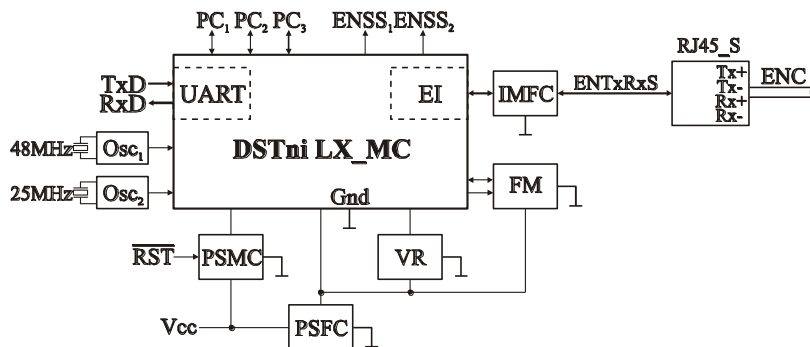 PC1 PC2 PC3 ENSS1 ENSS2
RJ45_S
TxD
RxD
UART
EI
IMFC
ENTxRxS
Tx+
Tx-
Rx+
Rx-
ENC
48MHz
Osc1
DSTni LX_MC
25MHz
Osc2
Gnd
FM
RST
PSMC
VR
Vcc
PSFC